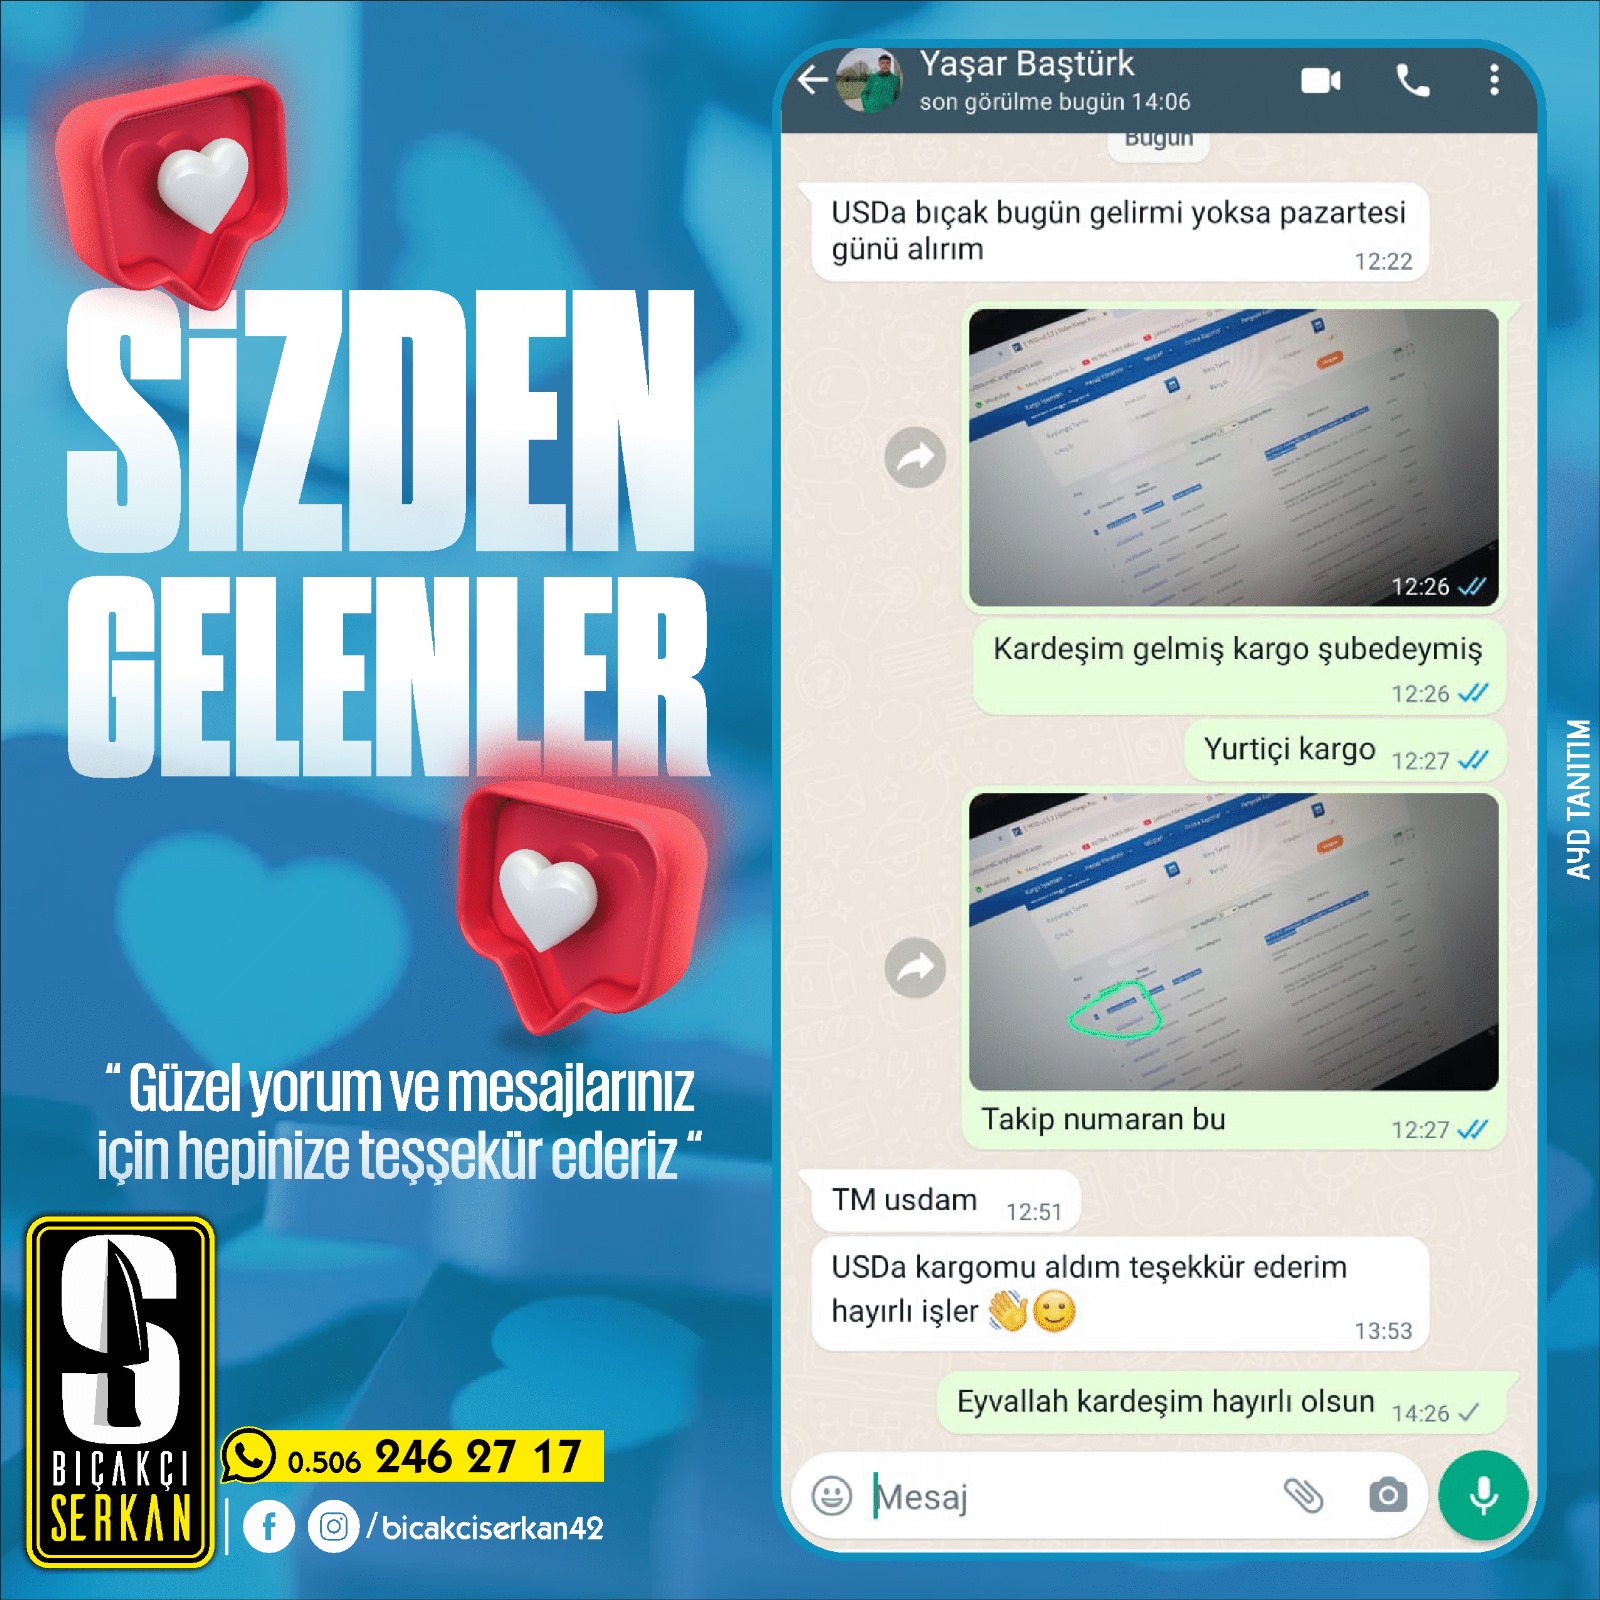 SİZDEN
GELENLER
“ Güzel yorum ve mesajlarınız
için hepinize teşşekür ederiz “
S
BIÇAKÇI
SERKAN
0.506 246 27 17
/bicakciserkan42
Yaşar Baştürk
son görülme bugün 14:06
Bugün
USDa bıçak bugün gelirmi yoksa pazartesi
günü alırım
12:22
12:26
Kardeşim gelmiş kargo şubedeymiş
12:26
Yurtiçi kargo 12:27
Takip numaran bu
12:27
TM usdam 12:51
USDa kargomu aldım teşekkür ederim
hayırlı işler 👋🙂
13:53
Eyvallah kardeşim hayırlı olsun 14:26
Mesaj
AYD TANITIM